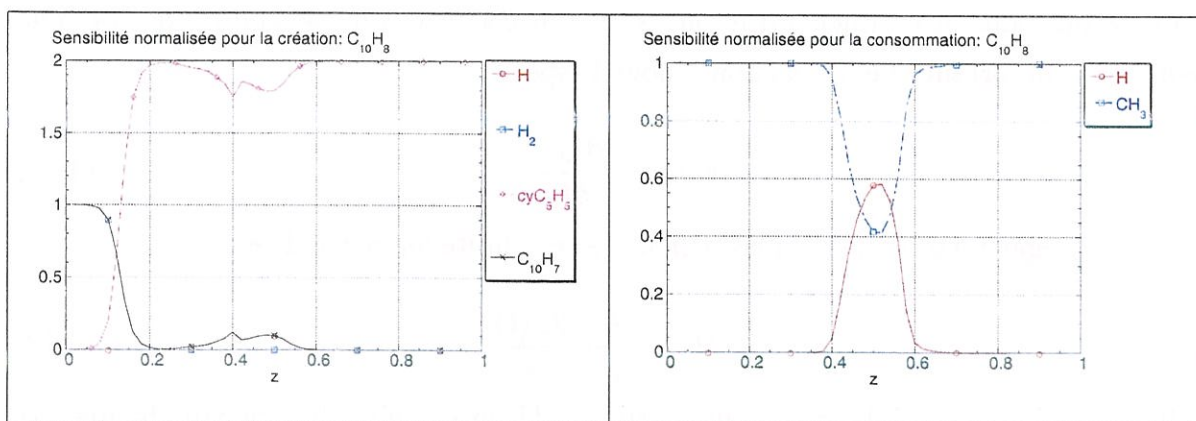 Sensibilité normalisée pour la création: C₁₀H₈
2
1.5
1
0.5
0
0 0.2 0.4 0.6 0.8 1
z
H
H₂
cyC₅H₅
C₁₀H₇
Sensibilité normalisée pour la consommation: C₁₀H₈
1
0.8
0.6
0.4
0.2
0
0 0.2 0.4 0.6 0.8 1
z
H
CH₃